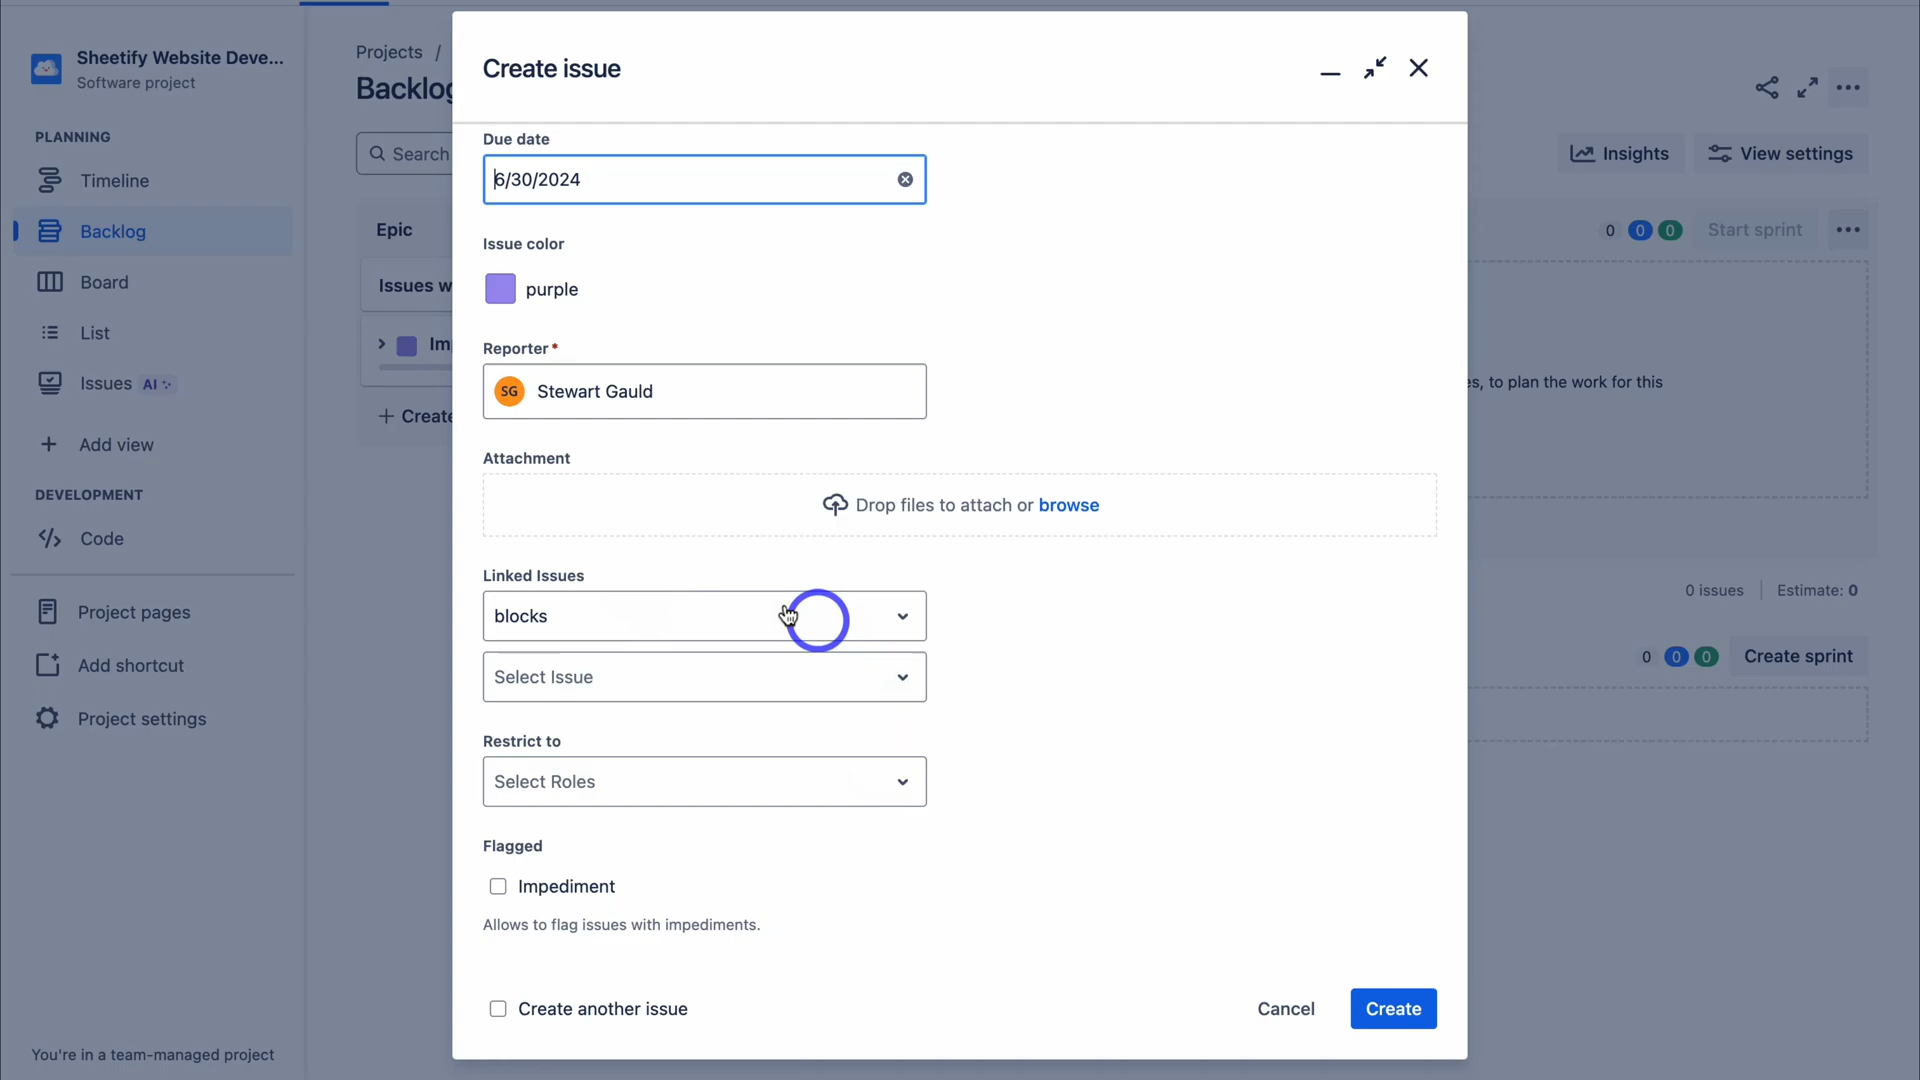 Sheetify Website Deve...
Software project
PLANNING
Timeline
Backlog
Board
List
Issues AI
Add view
DEVELOPMENT
Code
Project pages
Add shortcut
Project settings
You're in a team-managed project
Projects /
Backlog
Search
Epic
Issues w
Im
Create
Insights
View settings
0 0 0 Start sprint
es, to plan the work for this
0 issues Estimate: 0
0 0 0 Create sprint
Create issue
Due date
6/30/2024
Issue color
purple
Reporter*
SG Stewart Gauld
Attachment
Drop files to attach or browse
Linked Issues
blocks
Select Issue
Restrict to
Select Roles
Flagged
Impediment
Allows to flag issues with impediments.
Create another issue
Cancel
Create